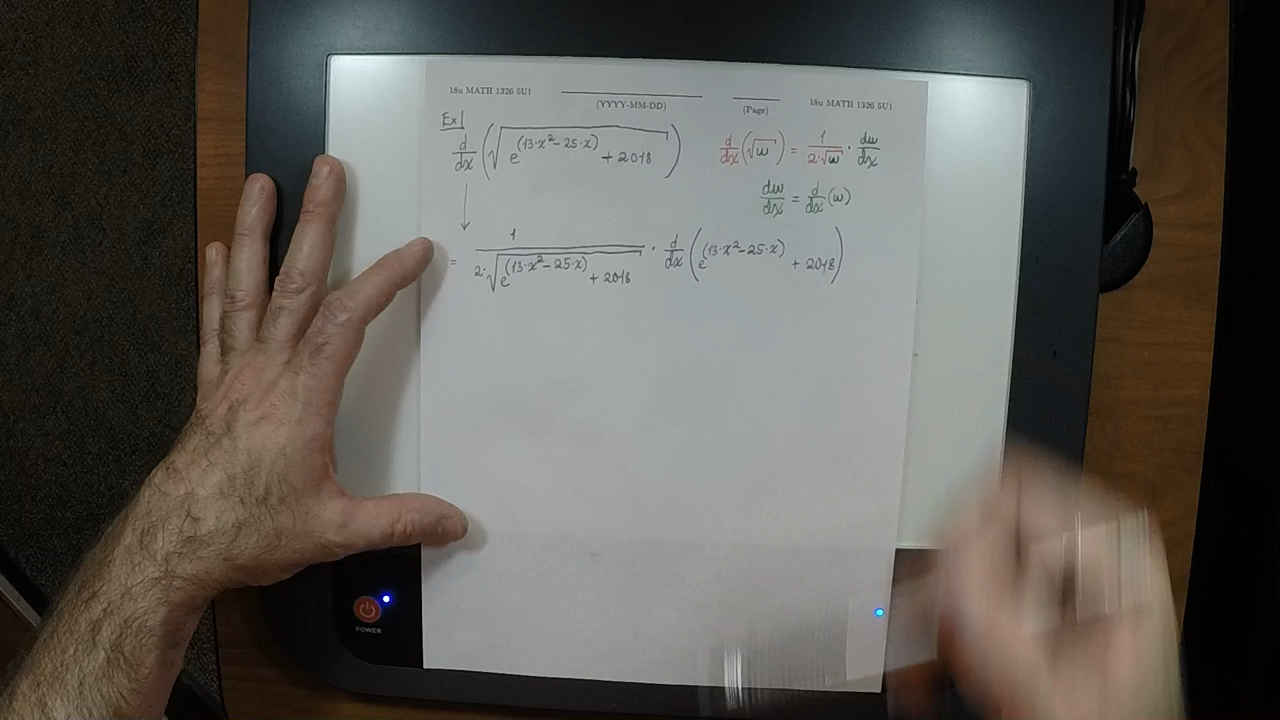 18u MATH 1326 5U1 (YYYY-MM-DD) (Page) 18u MATH 1326 5U1
Ex1
d/dx (√(e^(13·x²-25·x) + 2018)) d/dx (√w) = 1/(2·√w) · dw/dx
dw/dx = d/dx (w)
= 1/(2·√(e^(13·x²-25·x) + 2018)) · d/dx (e^(13·x²-25·x) + 2018)
POWER